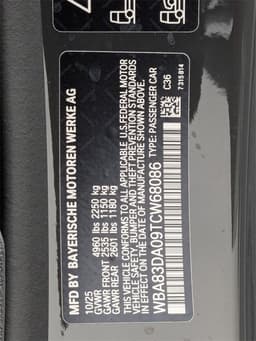 MFD BY BAYERISCHE MOTOREN WERKE AG
10/25
GVWR 4960 lbs 2250 kg
GAWR FRONT 2535 lbs 1150 kg
GAWR REAR 2601 lbs 1180 kg
THIS VEHICLE CONFORMS TO ALL APPLICABLE U.S.FEDERAL MOTOR
VEHICLE SAFETY, BUMPER AND THEFT PREVENTION STANDARDS
IN EFFECT ON THE DATE OF MANUFACTURE SHOWN ABOVE.
WBA83DA09TCW68086 TYPE: PASSENGER CAR
C36
7 315 814